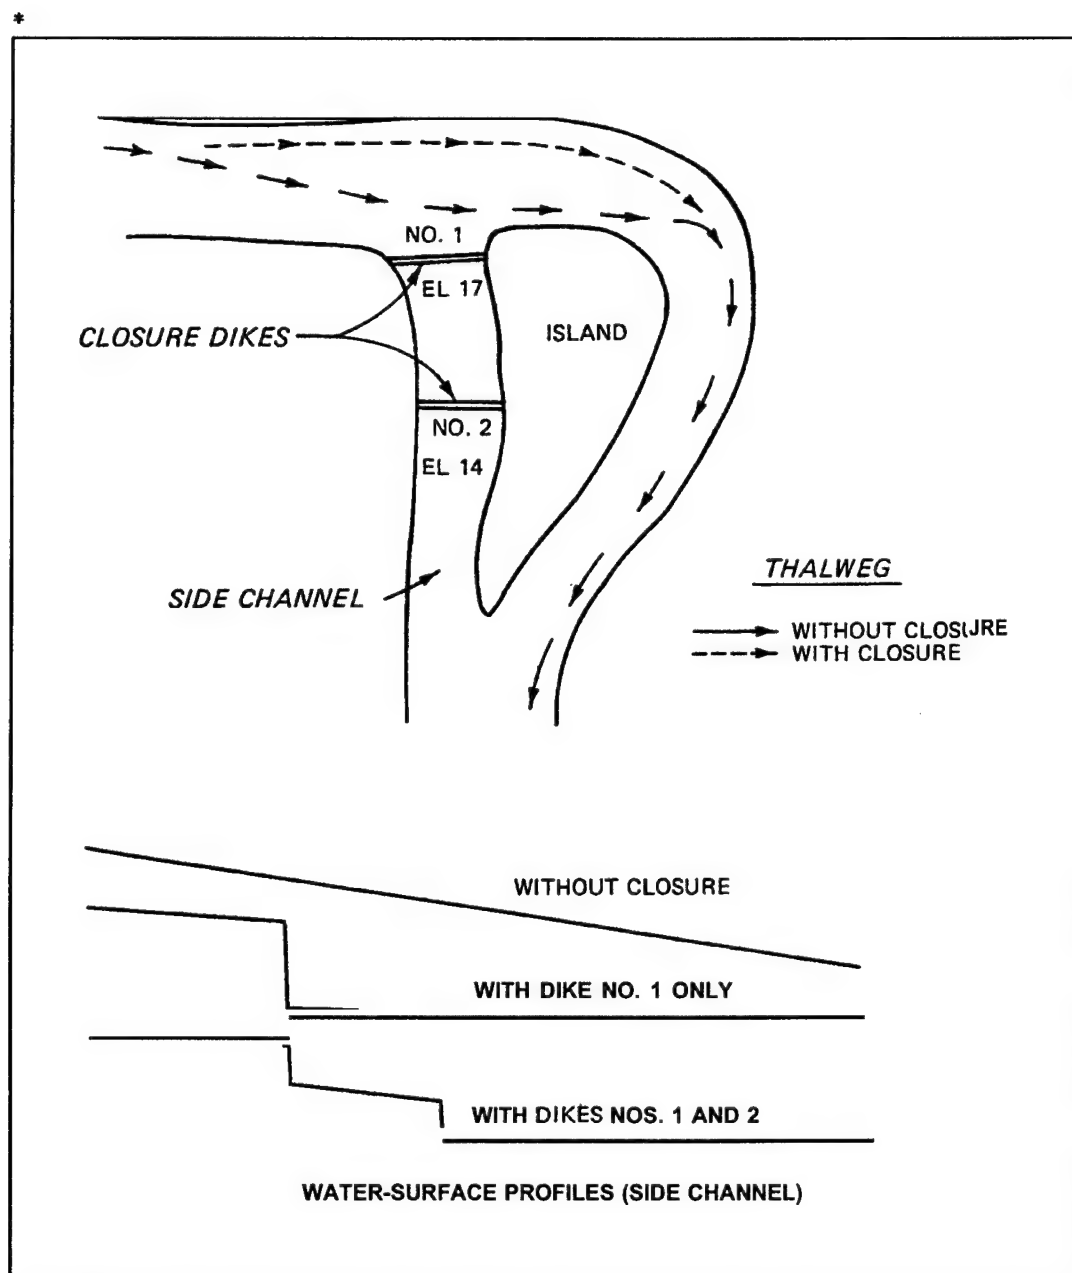 *
NO. 1
EL 17
CLOSURE DIKES
ISLAND
NO. 2
EL 14
SIDE CHANNEL
THALWEG
WITHOUT CLOSURE
WITH CLOSURE
WITHOUT CLOSURE
WITH DIKE NO. 1 ONLY
WITH DIKES NOS. 1 AND 2
WATER-SURFACE PROFILES (SIDE CHANNEL)